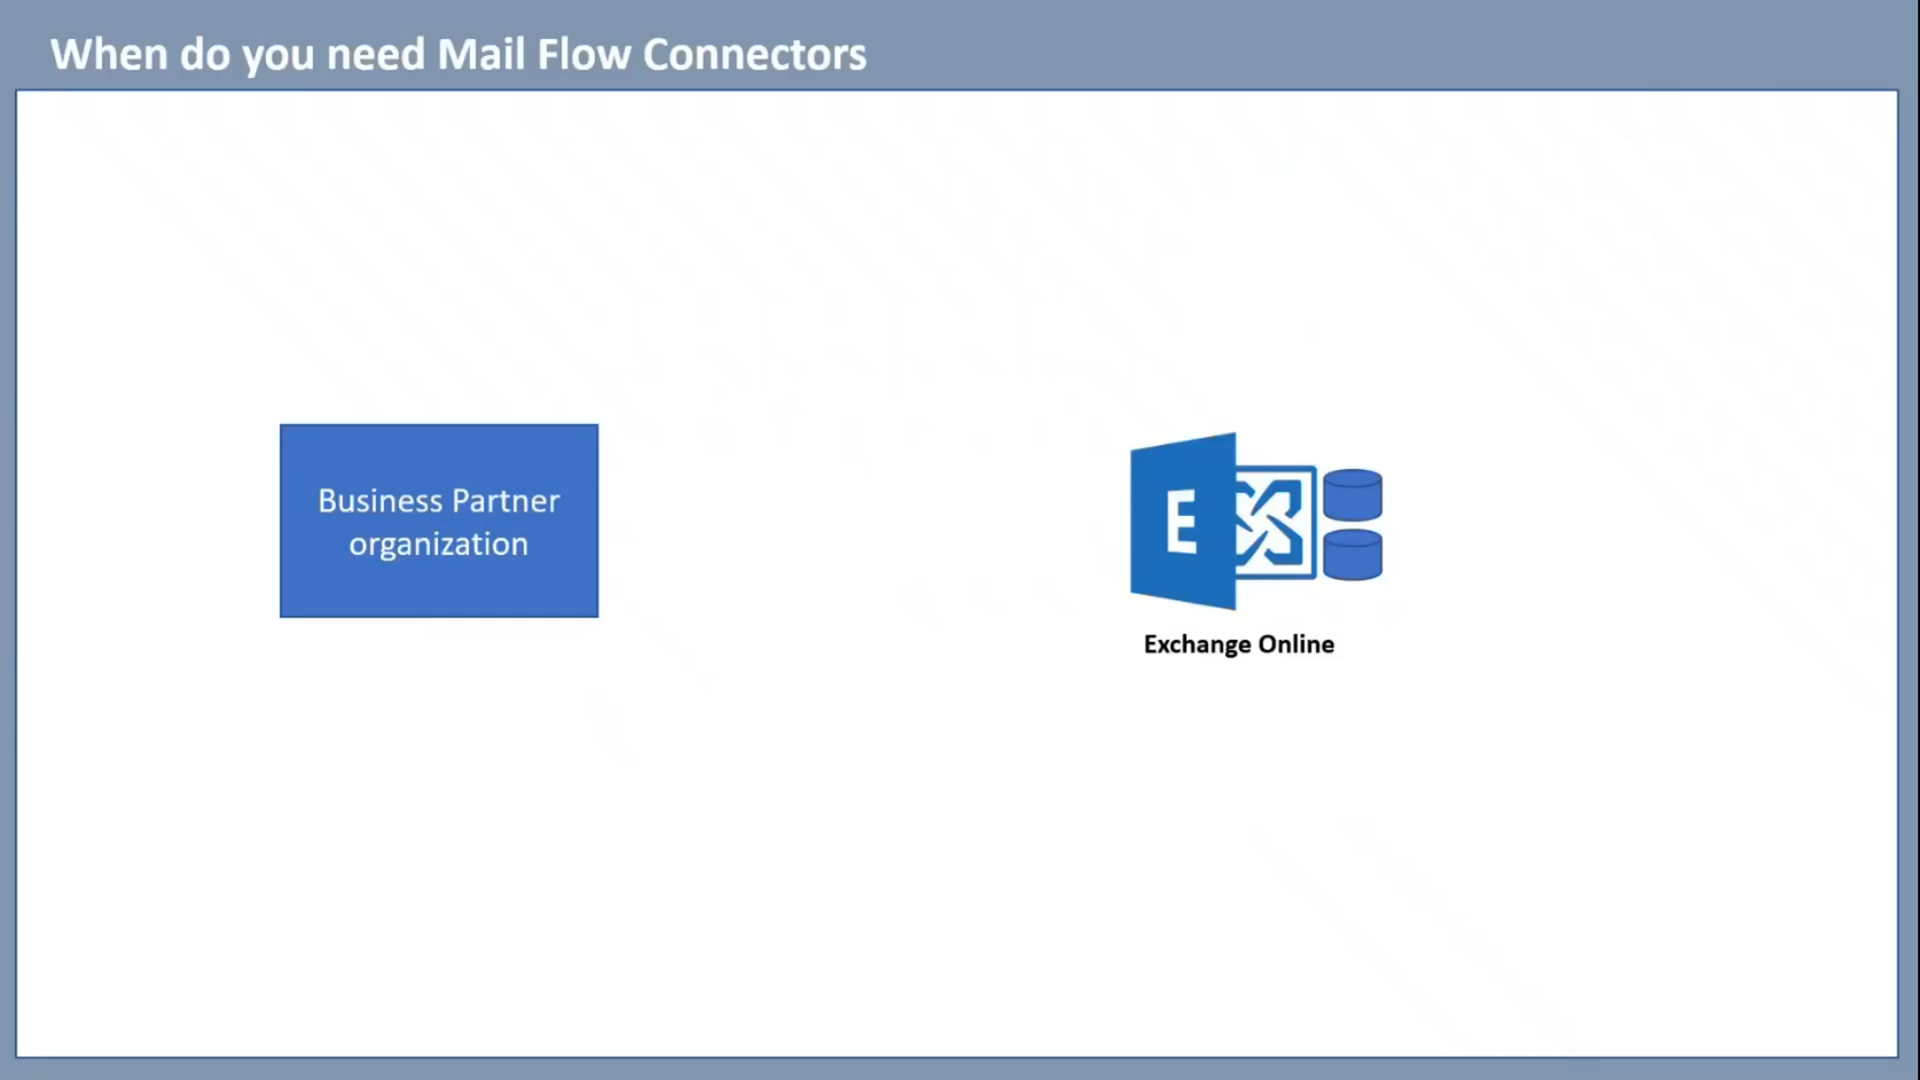 When do you need Mail Flow Connectors
Business Partner
organization
E
Exchange Online